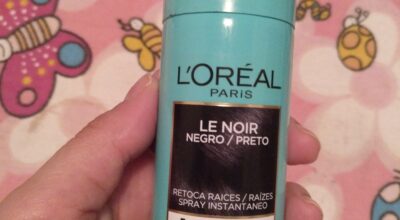 L'ORÉAL
PARIS
LE NOIR
NEGRO / PRETO
RETOCA RAICES / RAÍZES
SPRAY INSTANTANEO